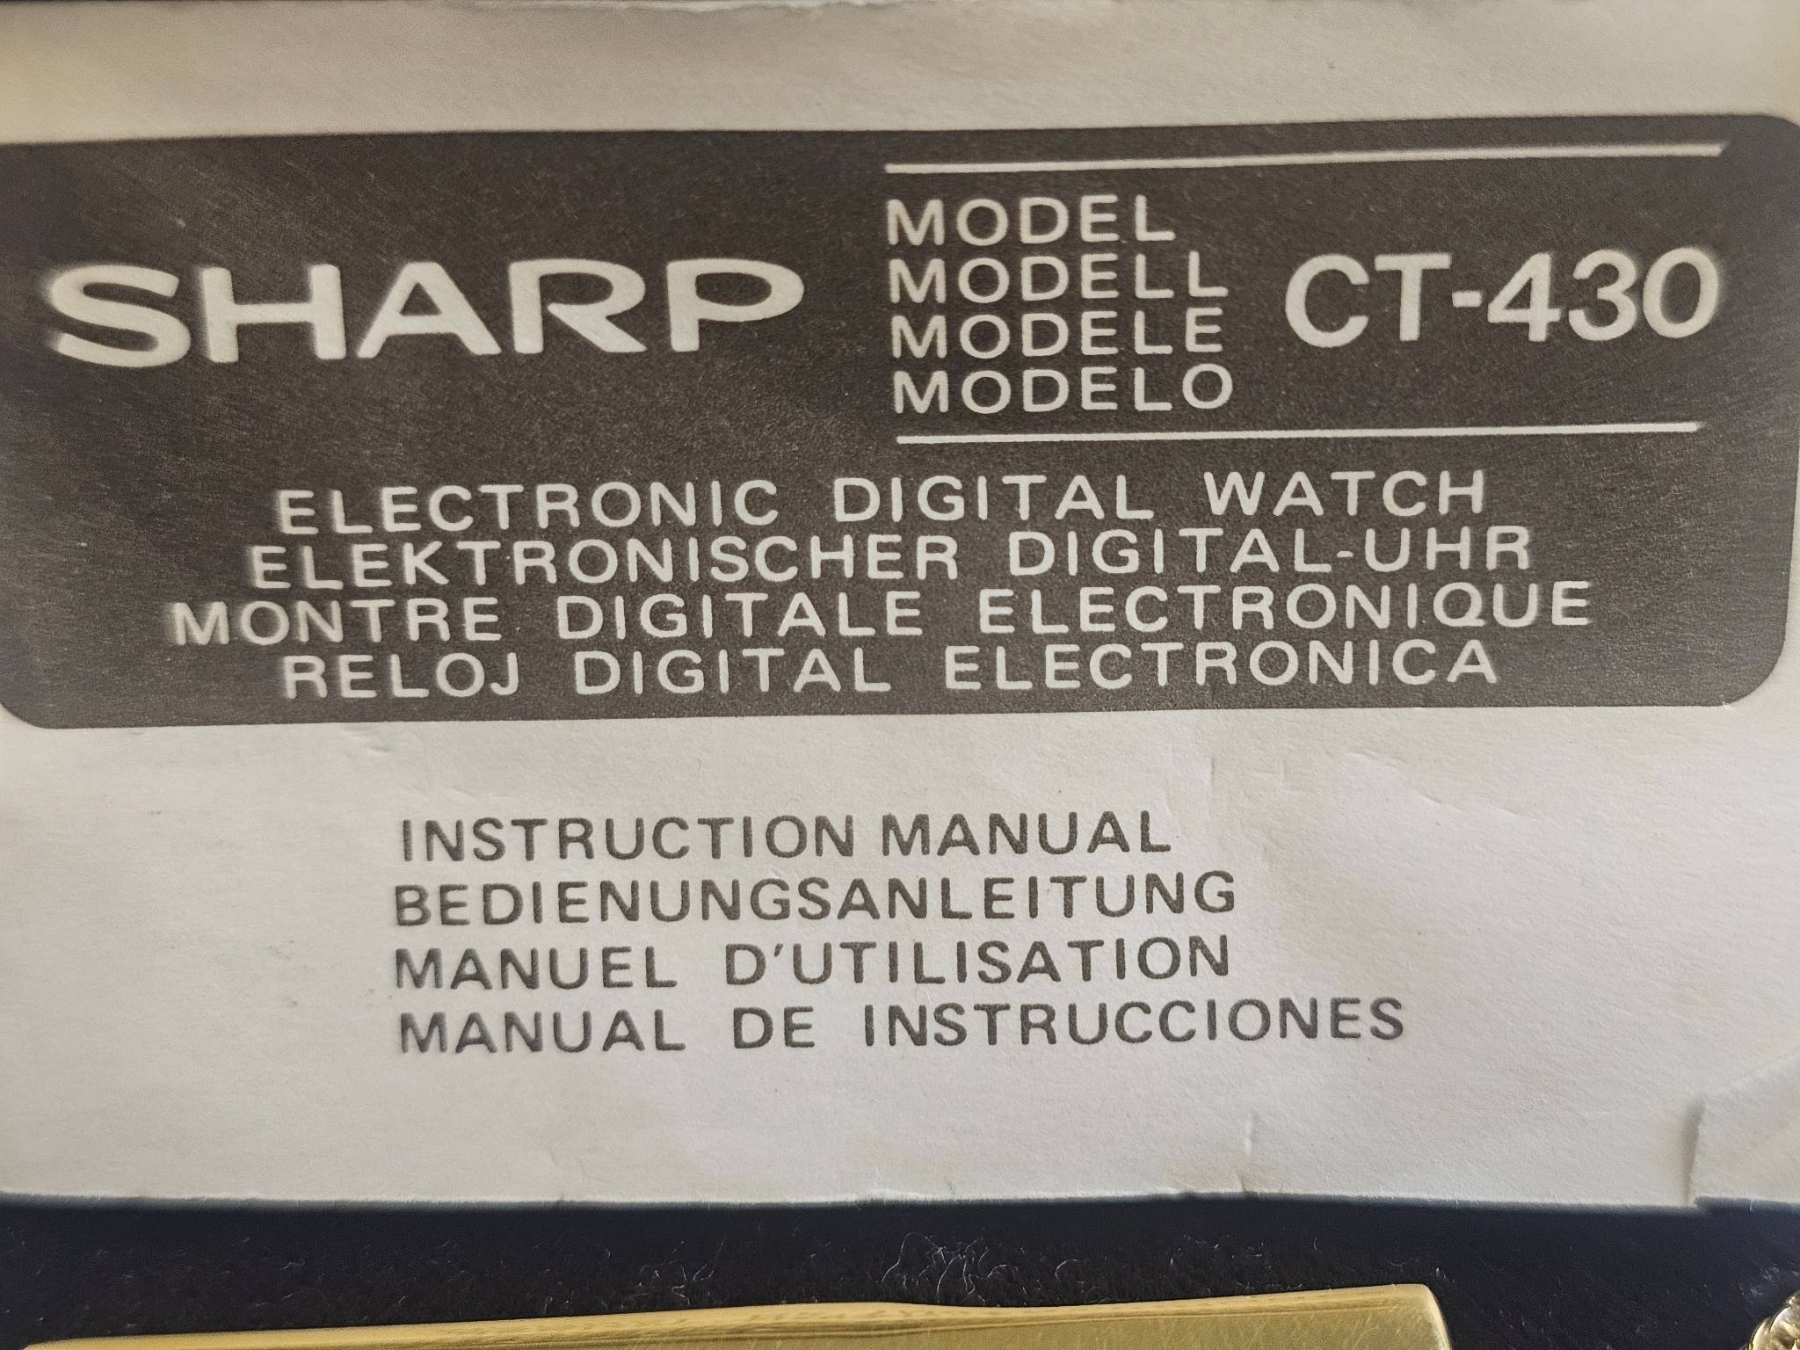 SHARP
MODEL
MODELL
MODELE
MODELO
CT-430
ELECTRONIC DIGITAL WATCH
ELEKTRONISCHER DIGITAL-UHR
MONTRE DIGITALE ELECTRONIQUE
RELOJ DIGITAL ELECTRONICA
INSTRUCTION MANUAL
BEDIENUNGSANLEITUNG
MANUEL D'UTILISATION
MANUAL DE INSTRUCCIONES